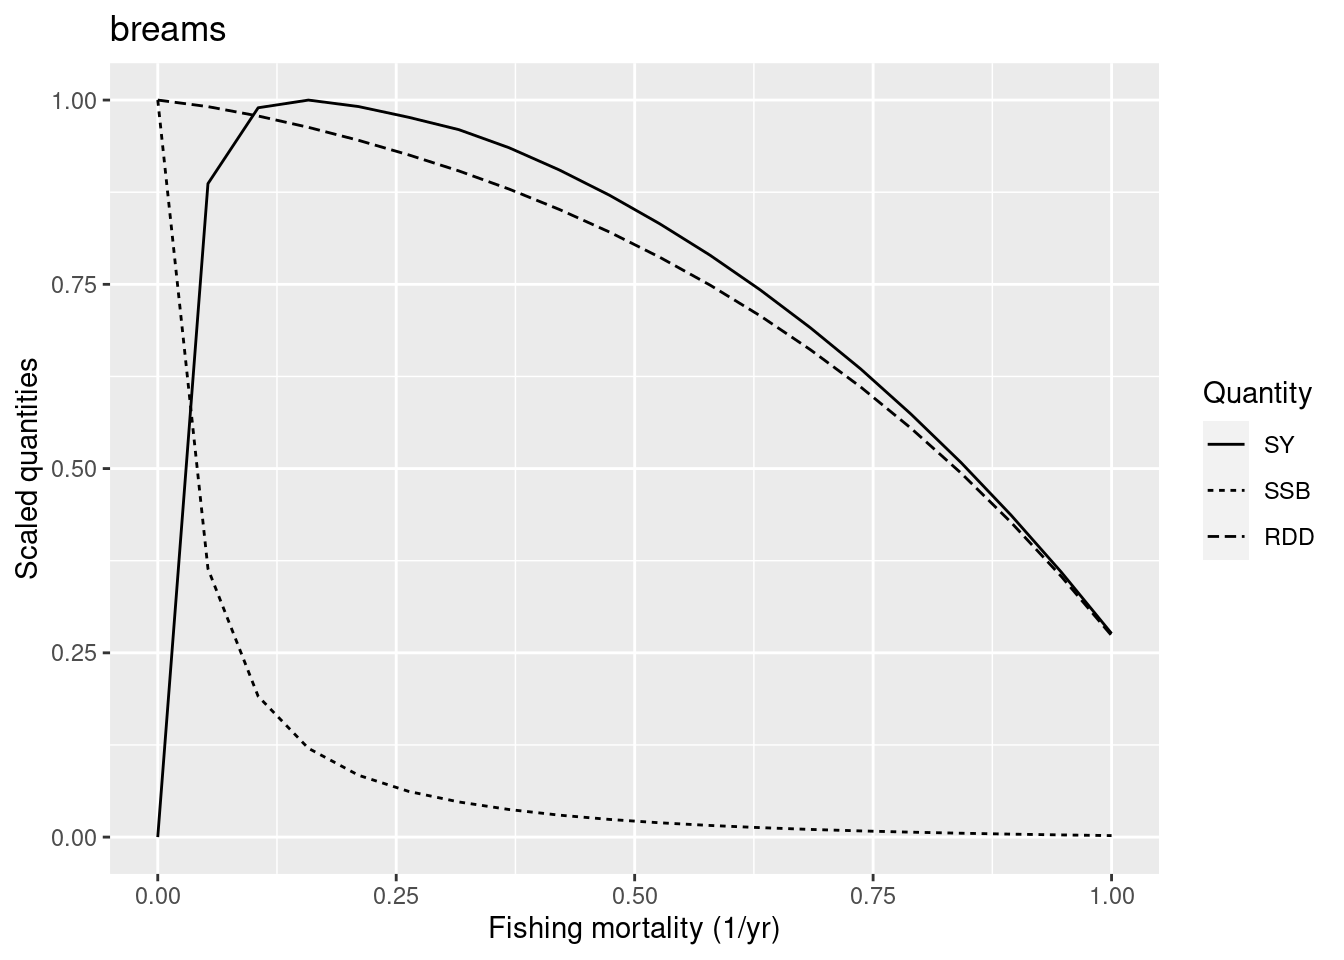 breams
Scaled quantities
1.00
0.75
0.50
0.25
0.00
0.00 0.25 0.50 0.75 1.00
Fishing mortality (1/yr)
Quantity
SY
SSB
RDD